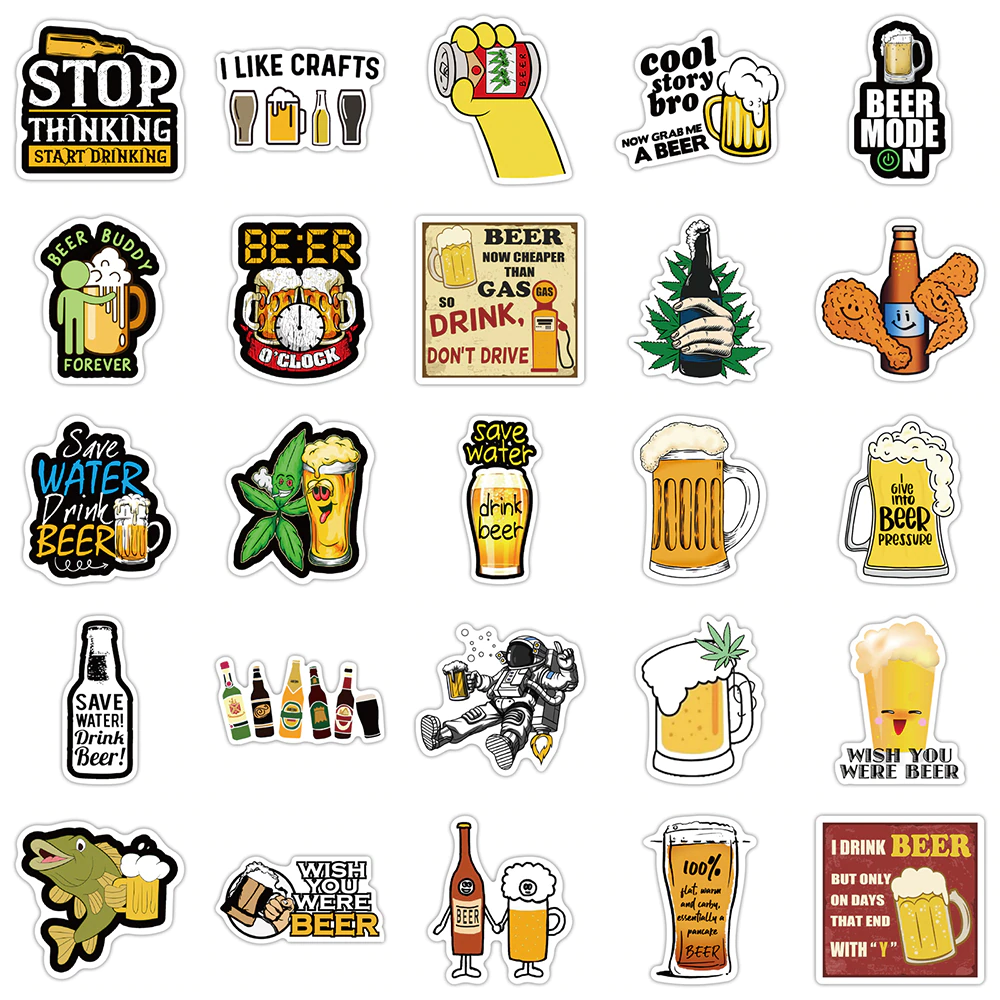 STOP
THINKING
START DRINKING
I LIKE CRAFTS
BEER
cool
story
bro
NOW GRAB ME
A BEER
BEER
MODE
ON
BEER BUDDY
FOREVER
BE:ER
O'CLOCK
BEER
NOW CHEAPER
THAN
GAS
GAS
SO
DRINK,
DON'T DRIVE
Save
WATER
Drink
BEER
save
water
drink
beer
I
GIVE
into
BEER
PRESSURE
SAVE
WATER!
Drink
Beer!
WISH YOU
WERE BEER
WISH
YOU
WERE
BEER
BEER
100%
flat, warm
and carby,
essentially a
pancake
BEER
I DRINK BEER
BUT ONLY
ON DAYS
THAT END
WITH "Y"